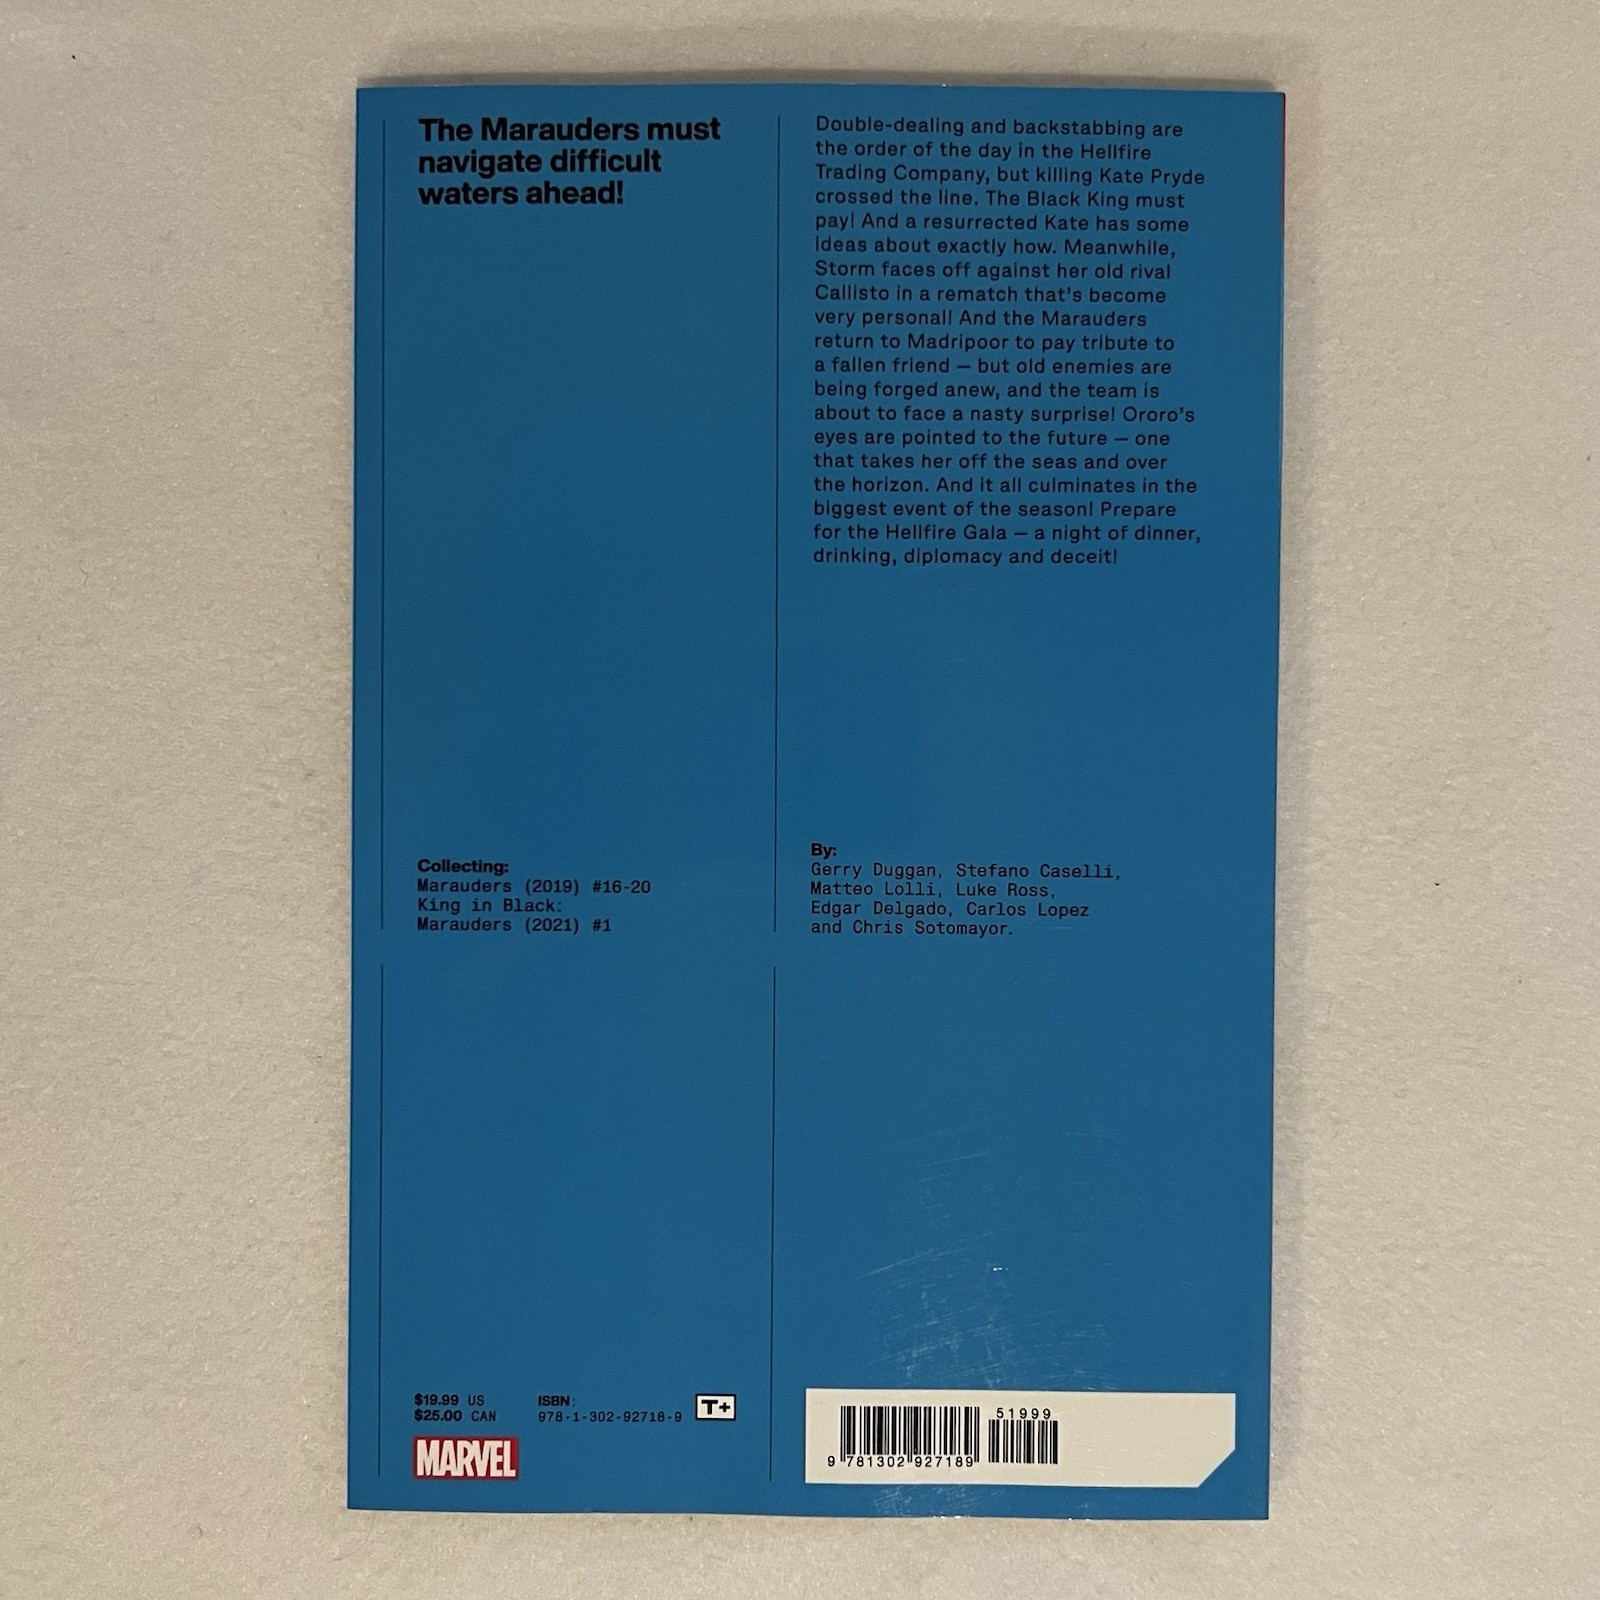 The Marauders must
navigate difficult
waters ahead!
Double-dealing and backstabbing are
the order of the day in the Hellfire
Trading Company, but killing Kate Pryde
crossed the line. The Black King must
pay! And a resurrected Kate has some
ideas about exactly how. Meanwhile,
Storm faces off against her old rival
Callisto in a rematch that's become
very personal! And the Marauders
return to Madripoor to pay tribute to
a fallen friend — but old enemies are
being forged anew, and the team is
about to face a nasty surprise! Ororo's
eyes are pointed to the future — one
that takes her off the seas and over
the horizon. And it all culminates in the
biggest event of the season! Prepare
for the Hellfire Gala — a night of dinner,
drinking, diplomacy and deceit!
Collecting:
Marauders (2019) #16-20
King in Black:
Marauders (2021) #1
By:
Gerry Duggan, Stefano Caselli,
Matteo Lolli, Luke Ross,
Edgar Delgado, Carlos Lopez
and Chris Sotomayor.
$19.99 US
$25.00 CAN
ISBN:
978-1-302-92718-9
T+
MARVEL
51999
9 781302 927189